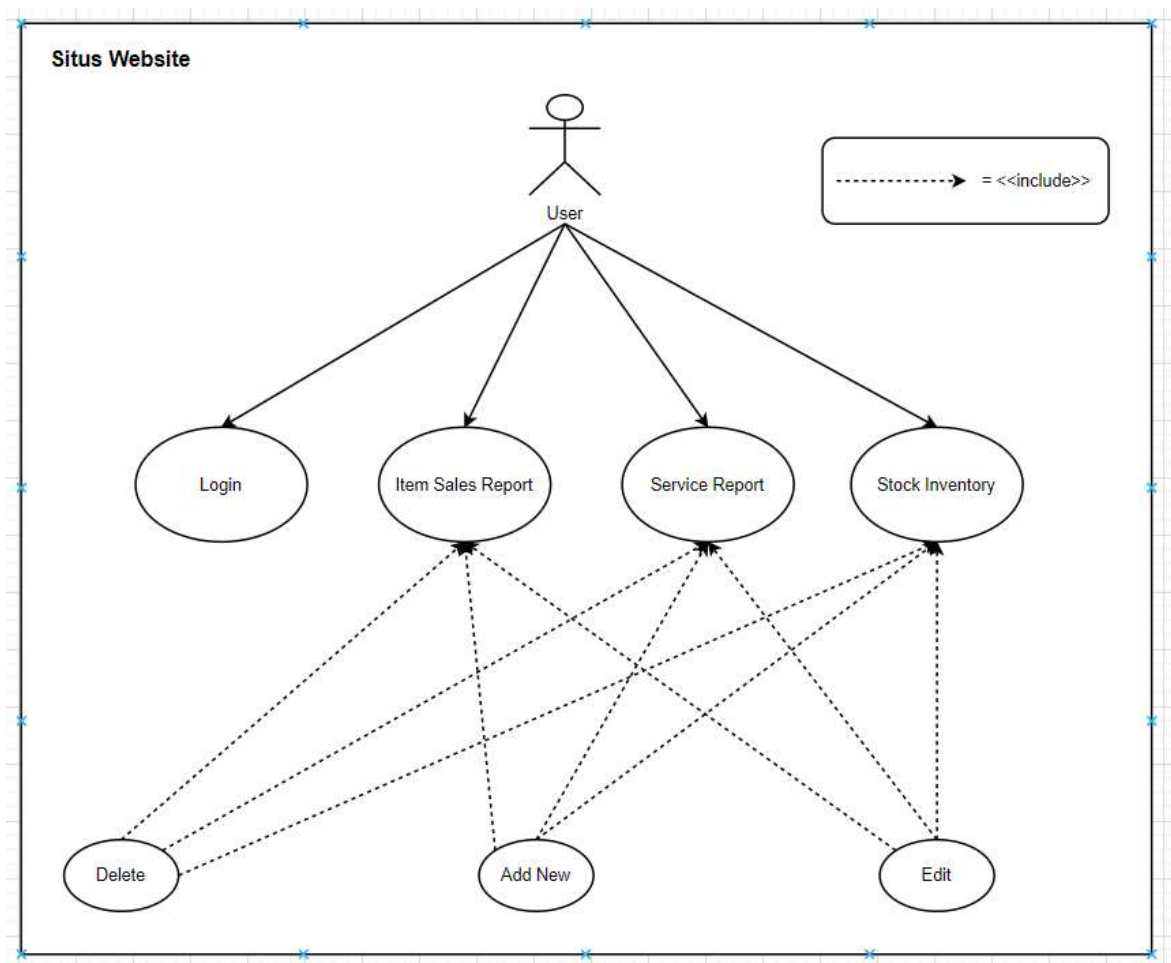 Situs Website
= <<include>>
User
Login
Item Sales Report
Service Report
Stock Inventory
Delete
Add New
Edit